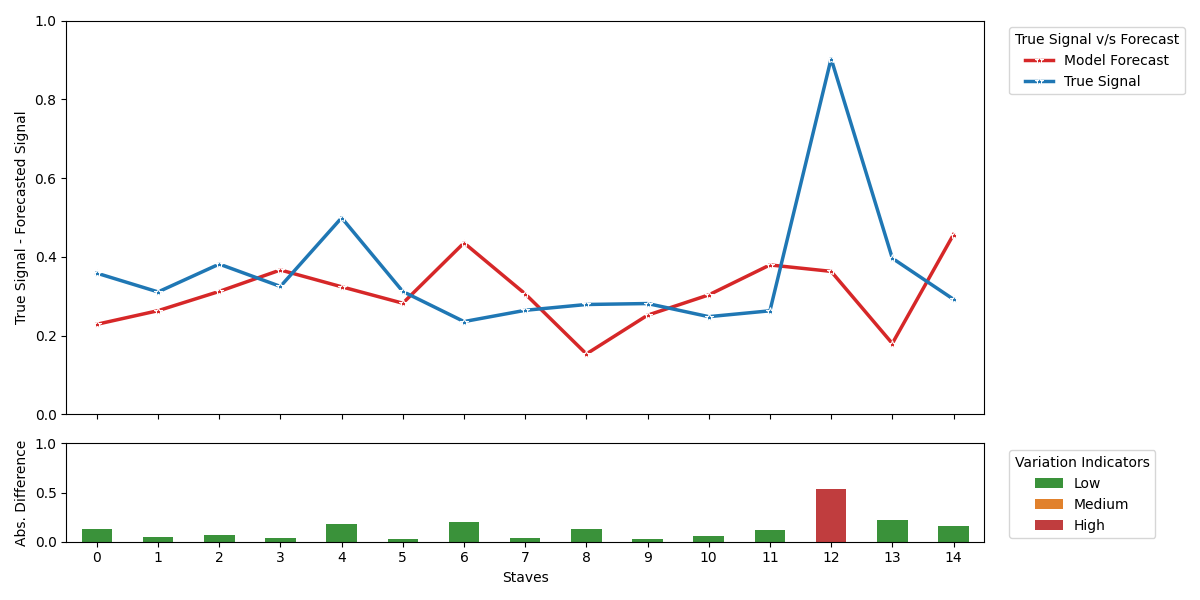 1.0
0.8
0.6
0.4
0.2
0.0
True Signal - Forecasted Signal
True Signal v/s Forecast
Model Forecast
True Signal
1.0
0.5
0.0
Abs. Difference
0 1 2 3 4 5 6 7 8 9 10 11 12 13 14
Staves
Variation Indicators
Low
Medium
High